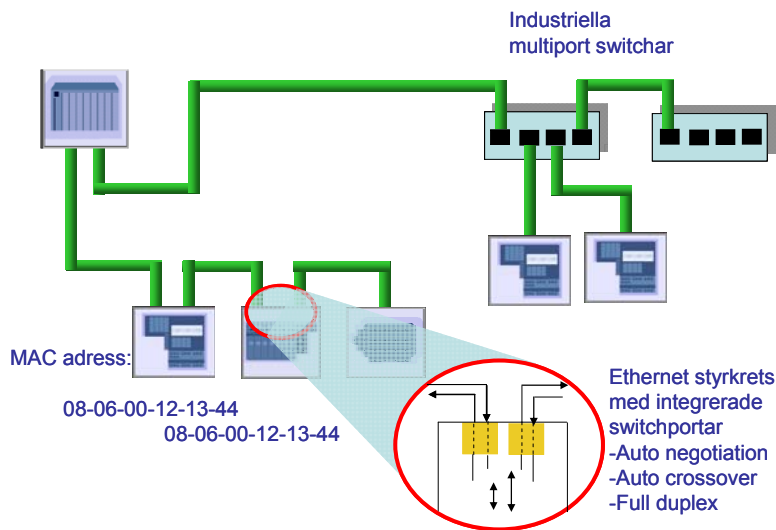 Industriella
multiport switchar
MAC adress:
08-06-00-12-13-44
08-06-00-12-13-44
Ethernet styrkrets
med integrerade
switchportar
-Auto negotiation
-Auto crossover
-Full duplex